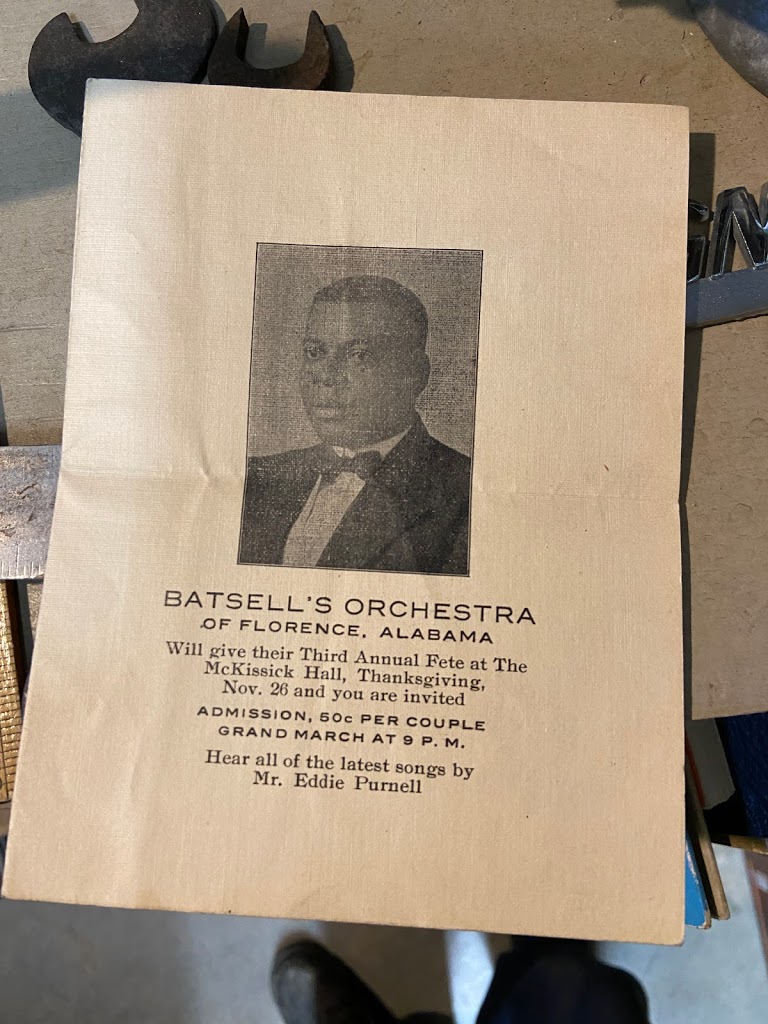 BATSELL'S ORCHESTRA
OF FLORENCE, ALABAMA
Will give their Third Annual Fete at The
McKissick Hall, Thanksgiving,
Nov. 26 and you are invited
ADMISSION, 50c PER COUPLE
GRAND MARCH AT 9 P. M.
Hear all of the latest songs by
Mr. Eddie Purnell